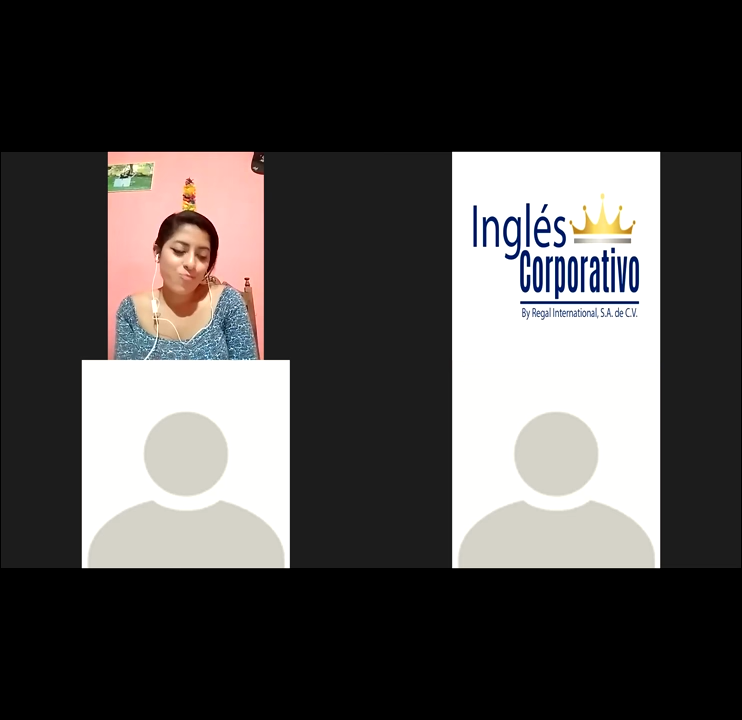 Inglés
Corporativo
By Regal International, S.A. de C.V.